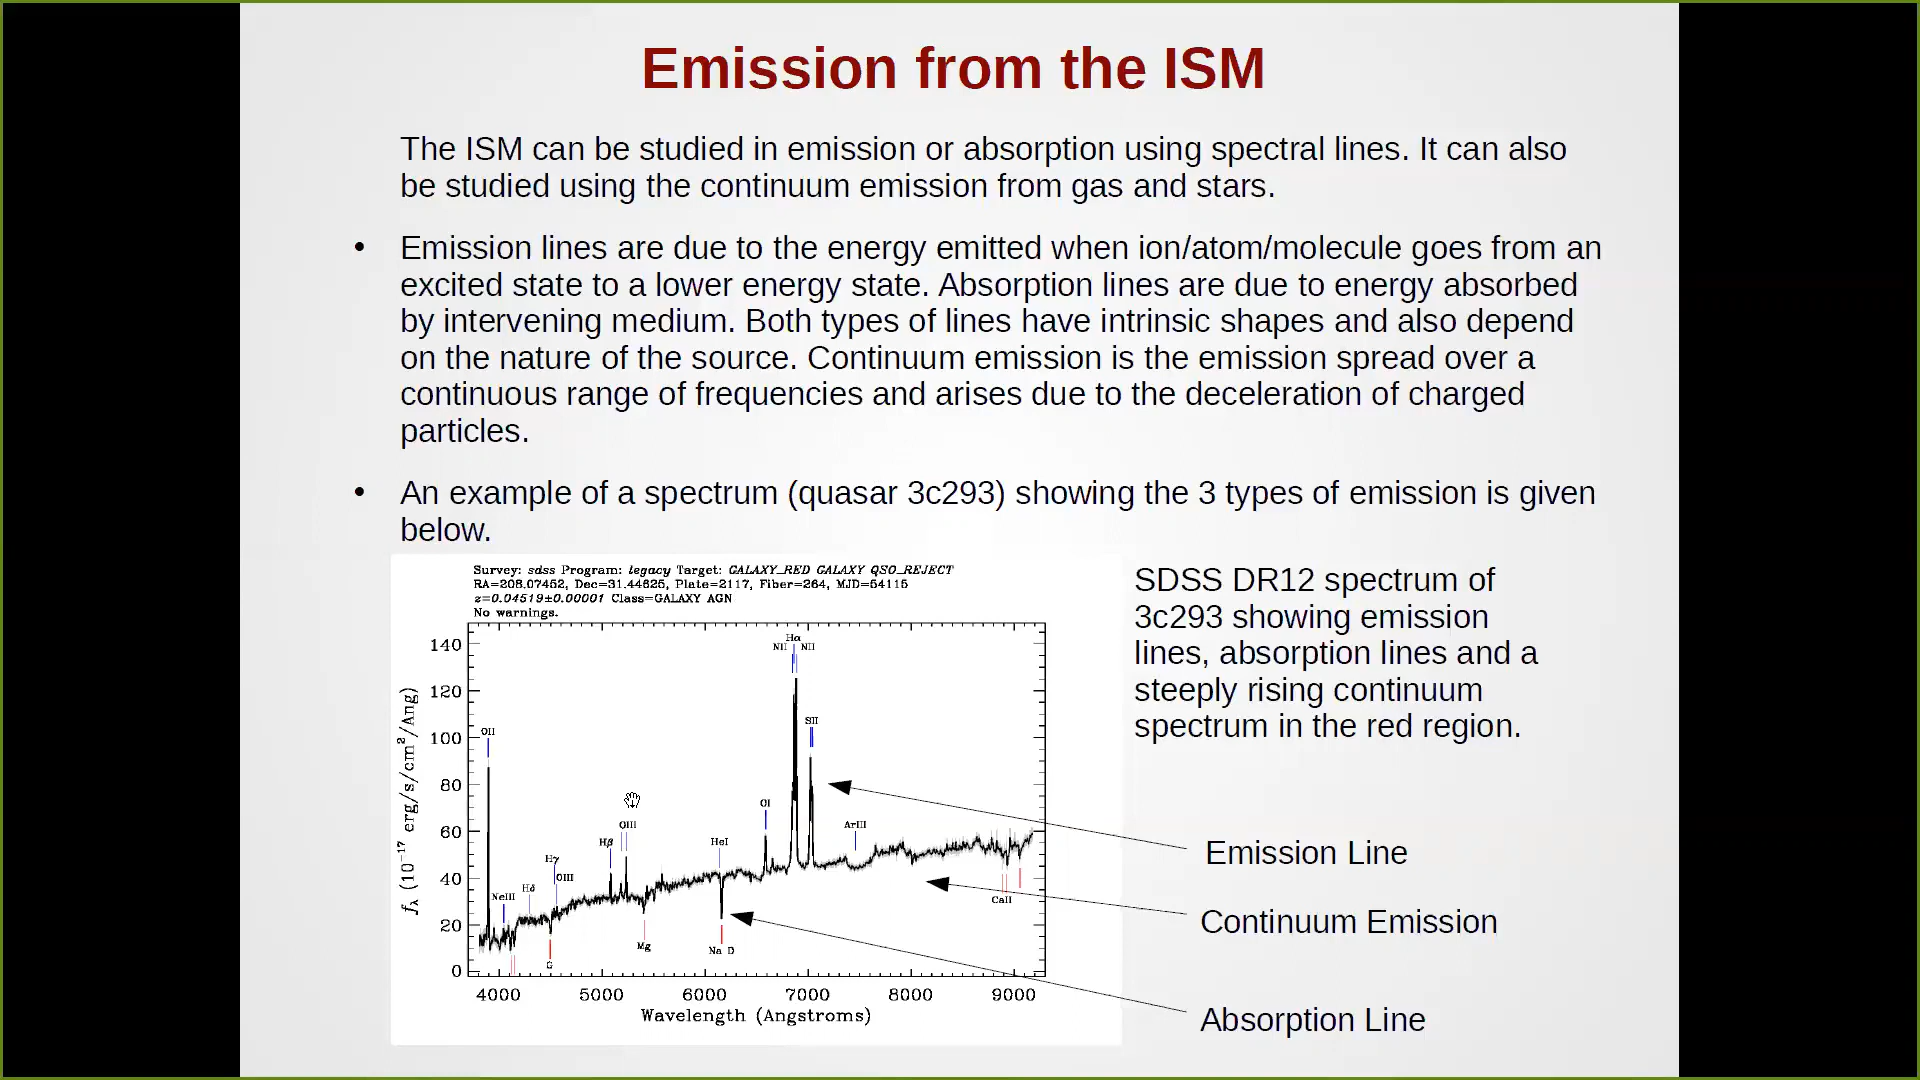 Emission from the ISM
The ISM can be studied in emission or absorption using spectral lines. It can also
be studied using the continuum emission from gas and stars.
• Emission lines are due to the energy emitted when ion/atom/molecule goes from an
excited state to a lower energy state. Absorption lines are due to energy absorbed
by intervening medium. Both types of lines have intrinsic shapes and also depend
on the nature of the source. Continuum emission is the emission spread over a
continuous range of frequencies and arises due to the deceleration of charged
particles.
• An example of a spectrum (quasar 3c293) showing the 3 types of emission is given
below.
Survey: sdss Program: legacy Target: GALAXY_RED GALAXY QSO_REJECT
RA=208.07452, Dec=31.44625, Plate=2117, Fiber=264, MJD=54115
z=0.04519±0.00001 Class=GALAXY AGN
No warnings.
140
120
100
80
60
40
20
0
f_λ (10^−17 erg/s/cm^2/Ang)
OII
NeIII
Hδ
Hγ
OIII
Hβ
OIII
HeI
OI
NII Hα NII
SII
ArIII
G
Mg
Na D
CaII
4000 5000 6000 7000 8000 9000
Wavelength (Angstroms)
SDSS DR12 spectrum of
3c293 showing emission
lines, absorption lines and a
steeply rising continuum
spectrum in the red region.
Emission Line
Continuum Emission
Absorption Line